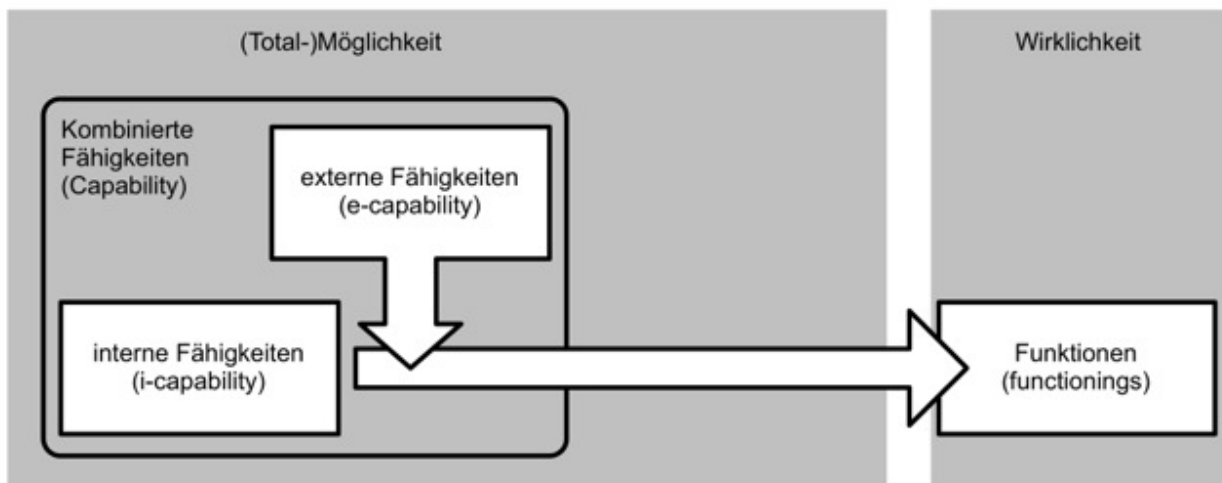 (Total-)Möglichkeit
Wirklichkeit
Kombinierte
Fähigkeiten
(Capability)
externe Fähigkeiten
(e-capability)
interne Fähigkeiten
(i-capability)
Funktionen
(functionings)